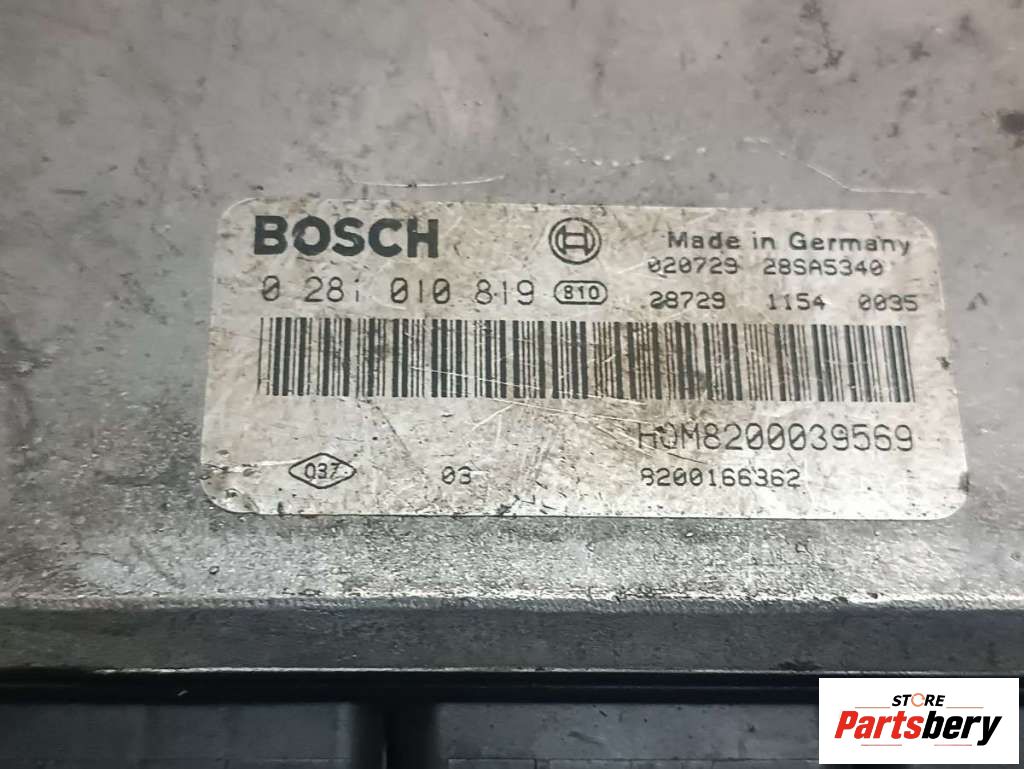 BOSCH Made in Germany
020729 28SA5340
0 281 010 819 810 28729 1154 0035
HOM8200039569
037 03 8200166362
STORE
Partsbery